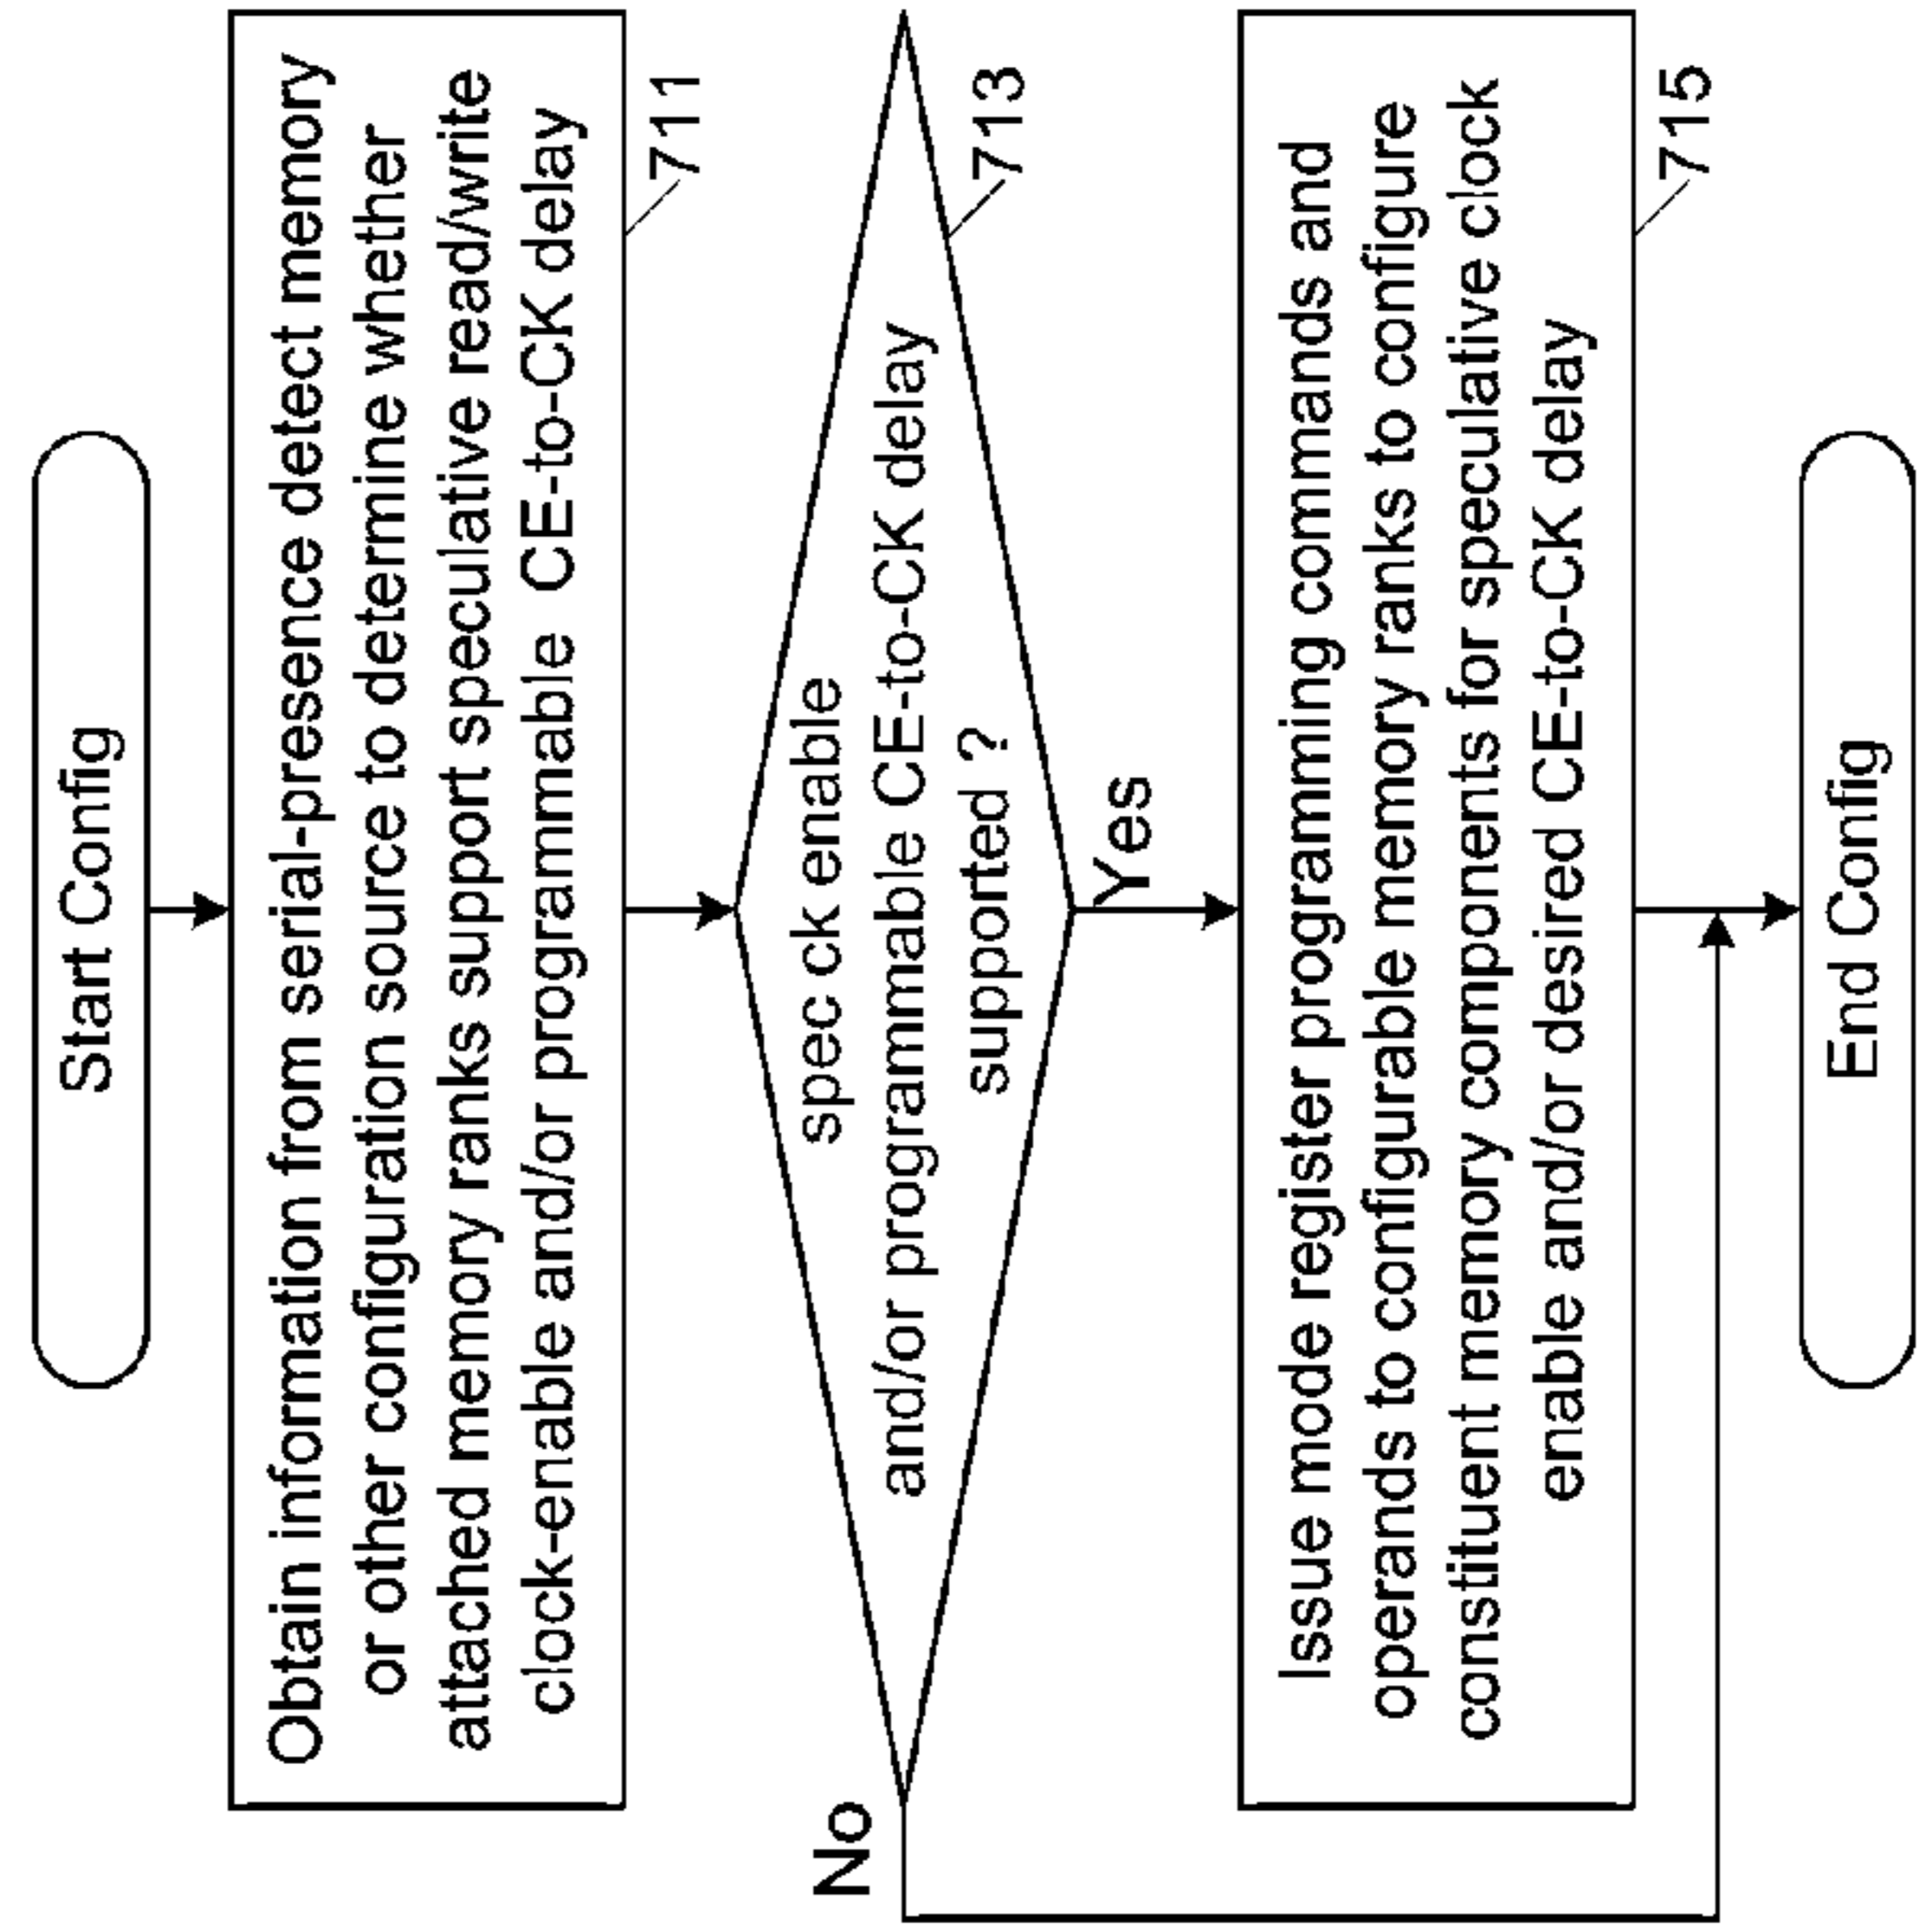 Start Config
Obtain information from serial-presence detect memory
or other configuration source to determine whether
attached memory ranks support speculative read/write
clock-enable and/or programmable CE-to-CK delay
711
spec ck enable
and/or programmable CE-to-CK delay
supported ?
713
No
Yes
Issue mode register programming commands and
operands to configurable memory ranks to configure
constituent memory components for speculative clock
enable and/or desired CE-to-CK delay
715
End Config